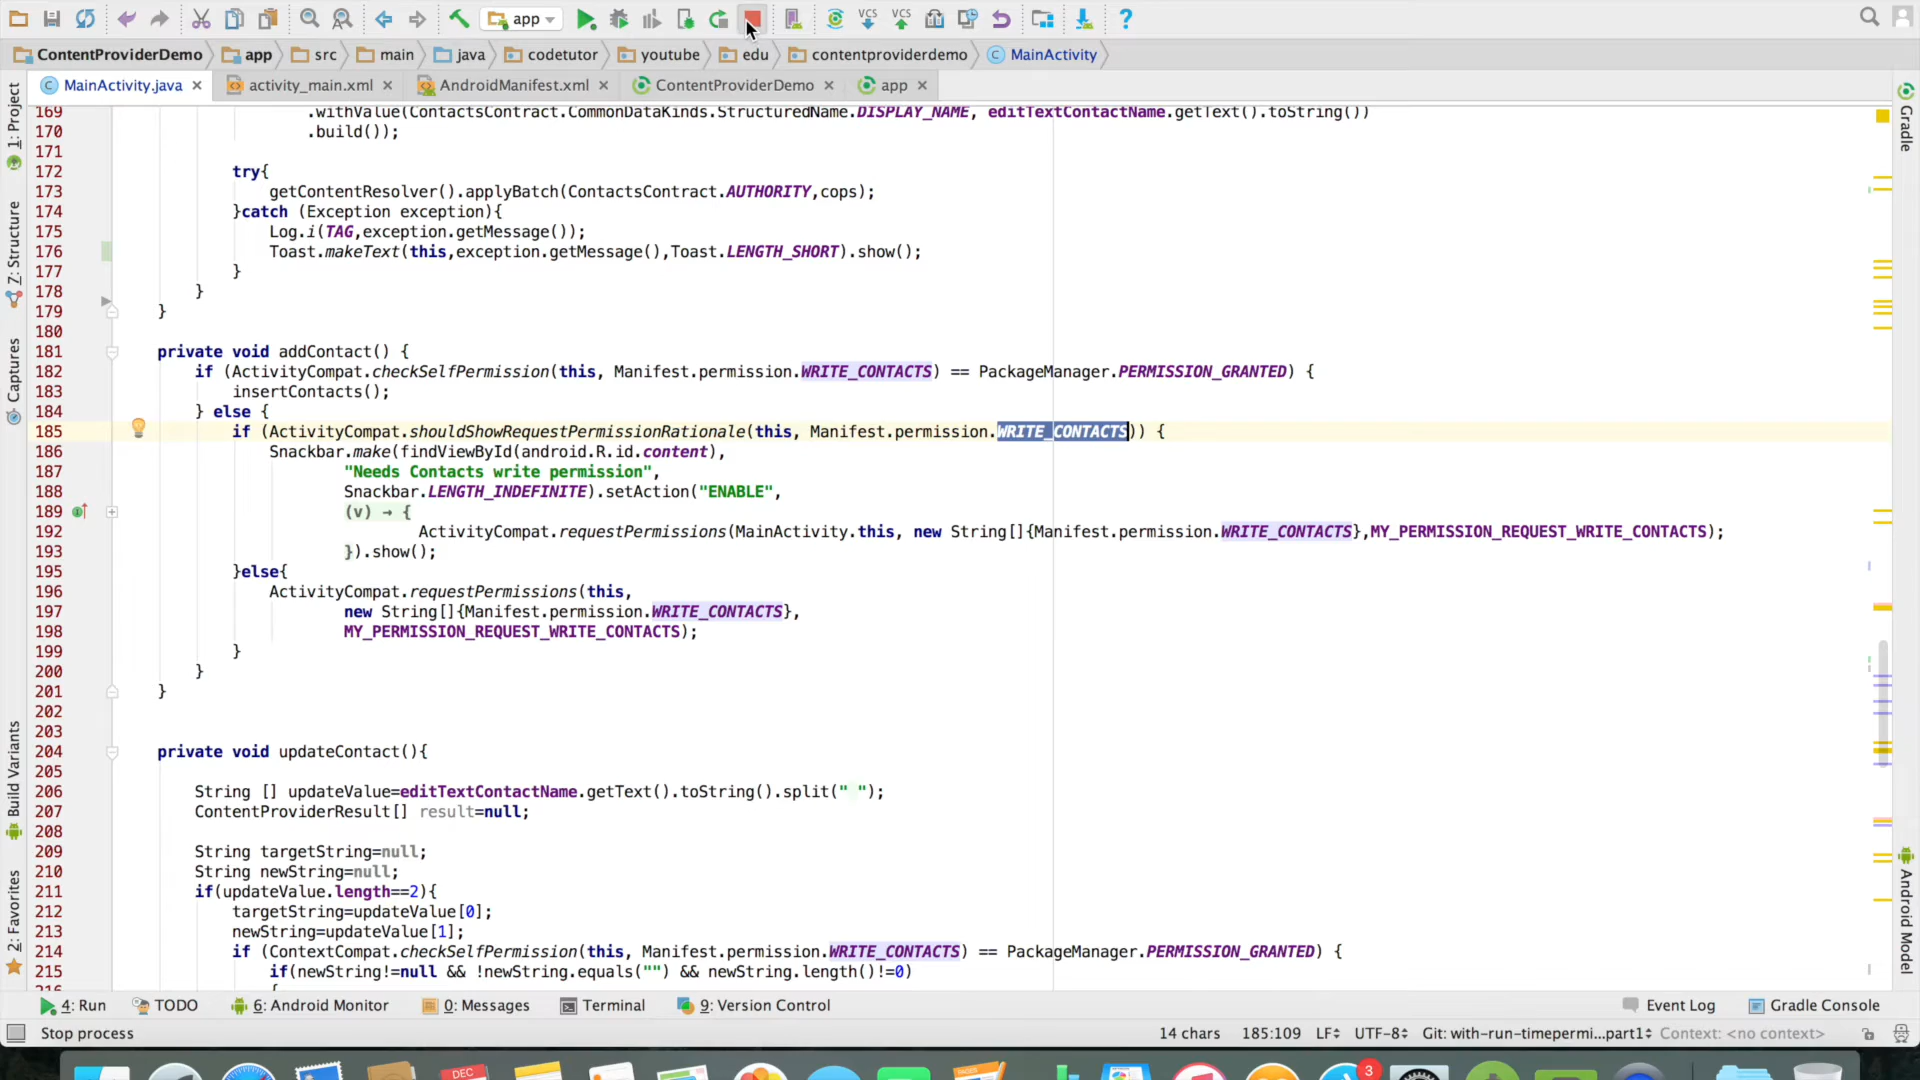 app
VCS VCS
ContentProviderDemo app src main java codetutor youtube edu contentproviderdemo MainActivity
MainActivity.java activity_main.xml AndroidManifest.xml ContentProviderDemo app
169 .withValue(ContactsContract.CommonDataKinds.StructuredName.DISPLAY_NAME, editTextContactName.getText().toString())
170 .build());
171
172 try{
173 getContentResolver().applyBatch(ContactsContract.AUTHORITY,cops);
174 }catch (Exception exception){
175 Log.i(TAG,exception.getMessage());
176 Toast.makeText(this,exception.getMessage(),Toast.LENGTH_SHORT).show();
177 }
178 }
179 }
180
181 private void addContact() {
182 if (ActivityCompat.checkSelfPermission(this, Manifest.permission.WRITE_CONTACTS) == PackageManager.PERMISSION_GRANTED) {
183 insertContacts();
184 } else {
185 if (ActivityCompat.shouldShowRequestPermissionRationale(this, Manifest.permission.WRITE_CONTACTS)) {
186 Snackbar.make(findViewById(android.R.id.content),
187 "Needs Contacts write permission",
188 Snackbar.LENGTH_INDEFINITE).setAction("ENABLE",
189 (v) → {
192 ActivityCompat.requestPermissions(MainActivity.this, new String[]{Manifest.permission.WRITE_CONTACTS},MY_PERMISSION_REQUEST_WRITE_CONTACTS);
193 }).show();
195 }else{
196 ActivityCompat.requestPermissions(this,
197 new String[]{Manifest.permission.WRITE_CONTACTS},
198 MY_PERMISSION_REQUEST_WRITE_CONTACTS);
199 }
200 }
201 }
202
203
204 private void updateContact(){
205
206 String [] updateValue=editTextContactName.getText().toString().split(" ");
207 ContentProviderResult[] result=null;
208
209 String targetString=null;
210 String newString=null;
211 if(updateValue.length==2){
212 targetString=updateValue[0];
213 newString=updateValue[1];
214 if (ContextCompat.checkSelfPermission(this, Manifest.permission.WRITE_CONTACTS) == PackageManager.PERMISSION_GRANTED) {
215 if(newString!=null && !newString.equals("") && newString.length()!=0)
216 {
1: Project
Z: Structure
Captures
Build Variants
2: Favorites
Gradle
Android Model
4: Run TODO 6: Android Monitor 0: Messages Terminal 9: Version Control Event Log Gradle Console
Stop process 14 chars 185:109 LF UTF-8 Git: with-run-timepermi...part1 Context: <no context>
DEC
PAGES
3